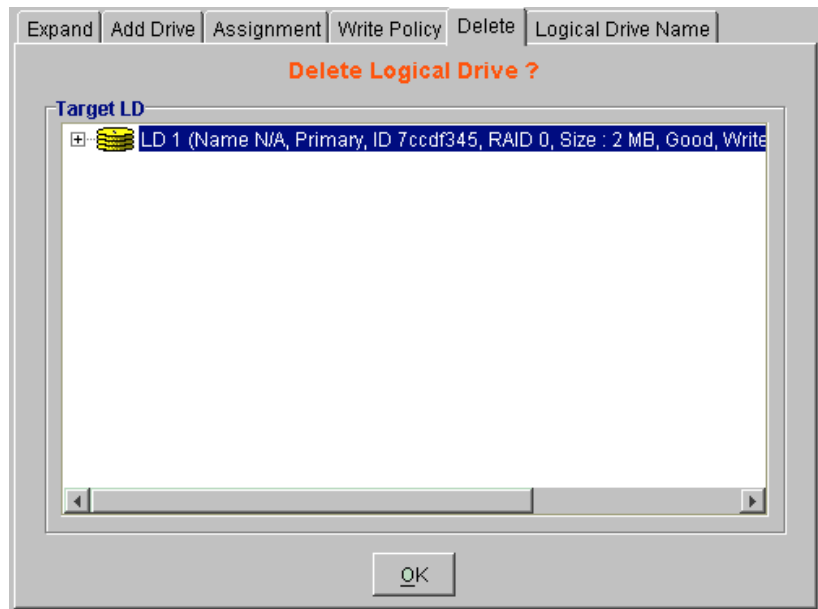 Expand Add Drive Assignment Write Policy Delete Logical Drive Name
Delete Logical Drive ?
Target LD
LD 1 (Name N/A, Primary, ID 7ccdf345, RAID 0, Size : 2 MB, Good, Write
OK